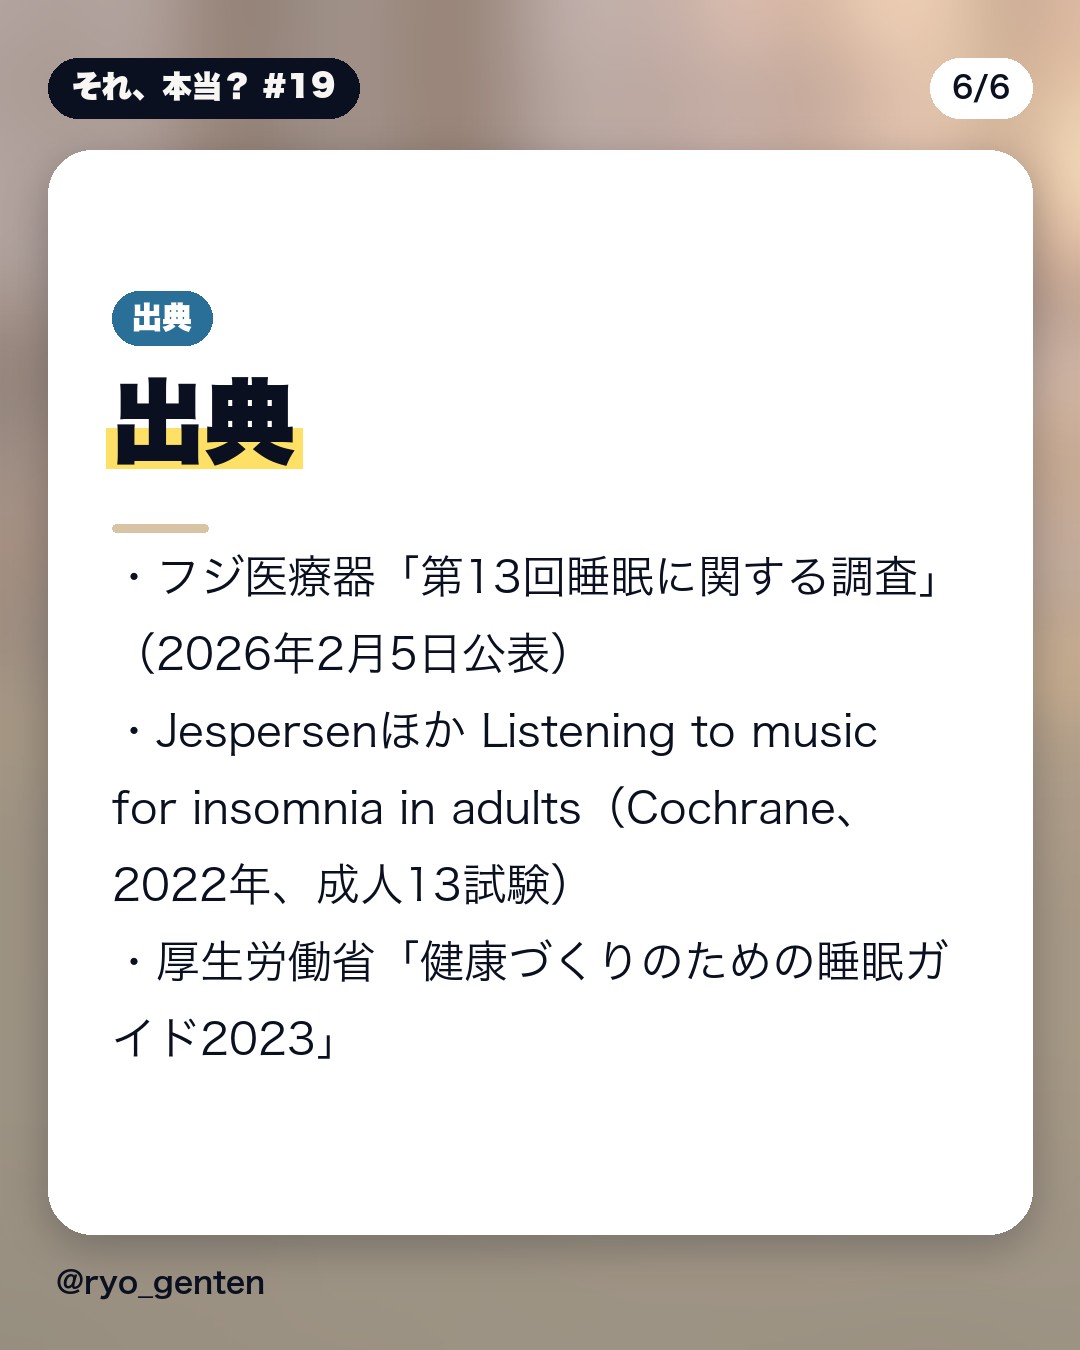 それ、本当？ #19
6/6
出典
出典
・フジ医療器「第13回睡眠に関する調査」
（2026年2月5日公表）
・Jespersenほか Listening to music
for insomnia in adults（Cochrane、
2022年、成人13試験）
・厚生労働省「健康づくりのための睡眠ガ
イド2023」
@ryo_genten